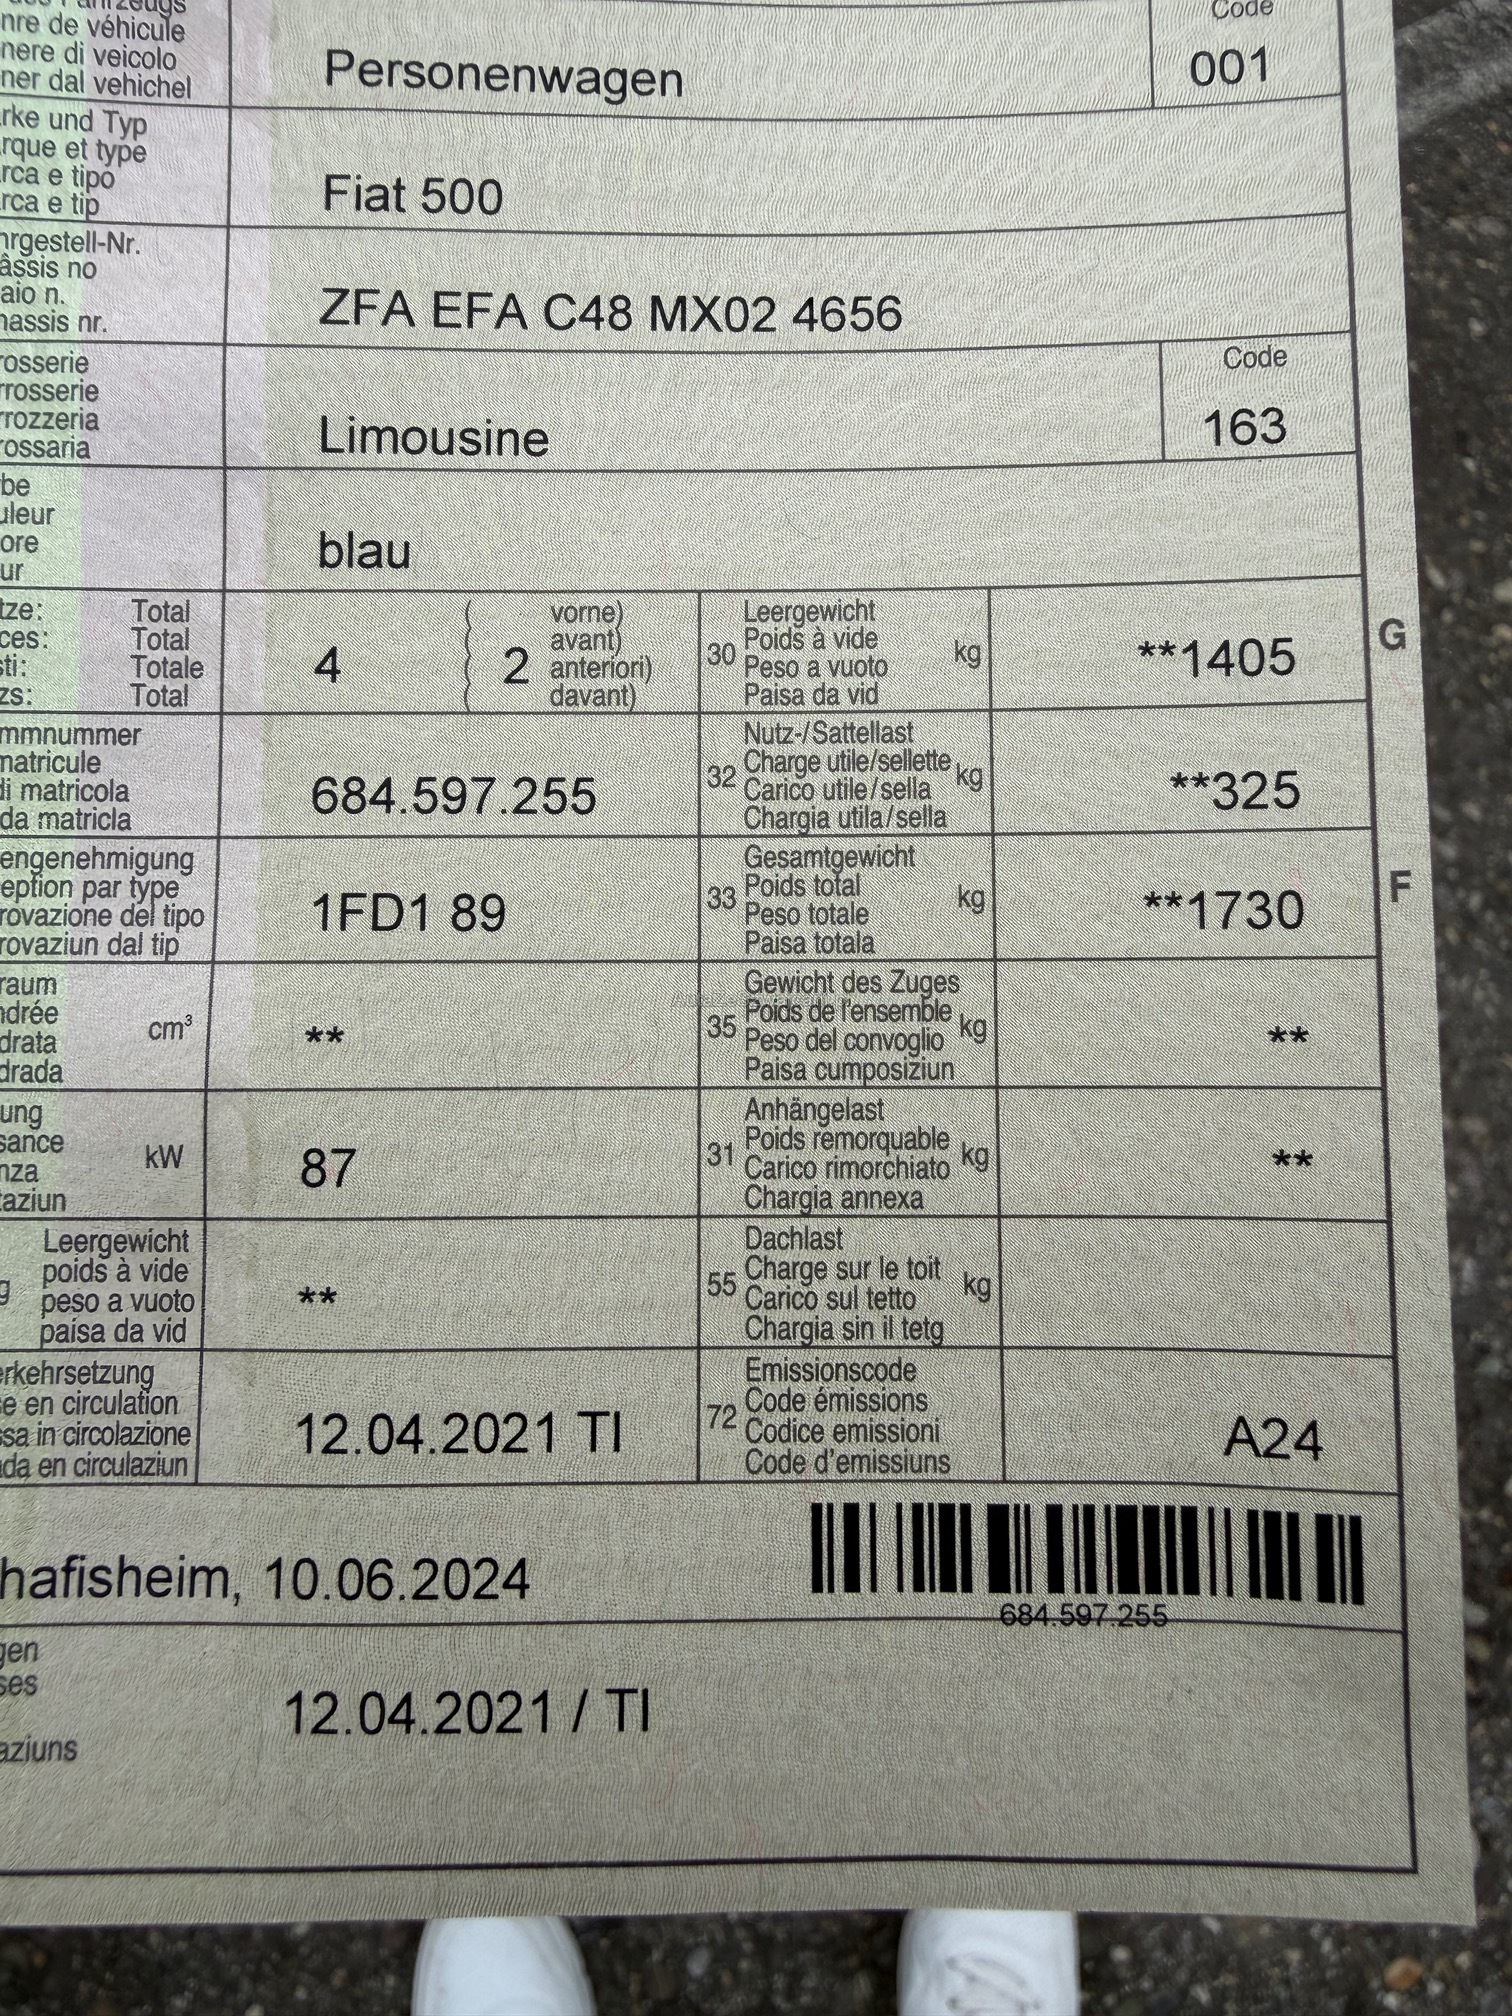 nre de véhicule
nere di veicolo
ner dal vehichel
Personenwagen
Code
001
rke und Typ
rque et type
rca e tipo
rca e tip
Fiat 500
hrgestell-Nr.
âssis no
aio n.
hassis nr.
ZFA EFA C48 MX02 4656
rosserie
rrosserie
rrozzeria
rossaria
Limousine
Code
163
be
uleur
ore
ur
blau
tze: Total
ces: Total
sti: Totale
zs: Total
4
( 2 vorne)
avant)
anteriori)
davant)
30 Leergewicht
Poids à vide
Peso a vuoto
Paisa da vid
kg
**1405
G
mmnummer
matricule
di matricola
da matricla
684.597.255
32 Nutz-/Sattellast
Charge utile/sellette
Carico utile/sella
Chargia utila/sella
kg
**325
engenehmigung
eption par type
rovazione del tipo
rovaziun dal tip
1FD1 89
33 Gesamtgewicht
Poids total
Peso totale
Paisa totala
kg
**1730
F
raum
ndrée
drata
drada
cm³
**
35 Gewicht des Zuges
Poids de l'ensemble
Peso del convoglio
Paisa cumposiziun
kg
**
ung
sance
nza
taziun
kW
87
31 Anhängelast
Poids remorquable
Carico rimorchiato
Chargia annexa
kg
**
g
Leergewicht
poids à vide
peso a vuoto
paisa da vid
**
55 Dachlast
Charge sur le toit
Carico sul tetto
Chargia sin il tetg
kg
erkehrsetzung
e en circulation
ssa in circolazione
da en circulaziun
12.04.2021 TI
72 Emissionscode
Code émissions
Codice emissioni
Code d'emissiuns
A24
hafisheim, 10.06.2024
684.597.255
gen
ses
aziuns
12.04.2021 / TI